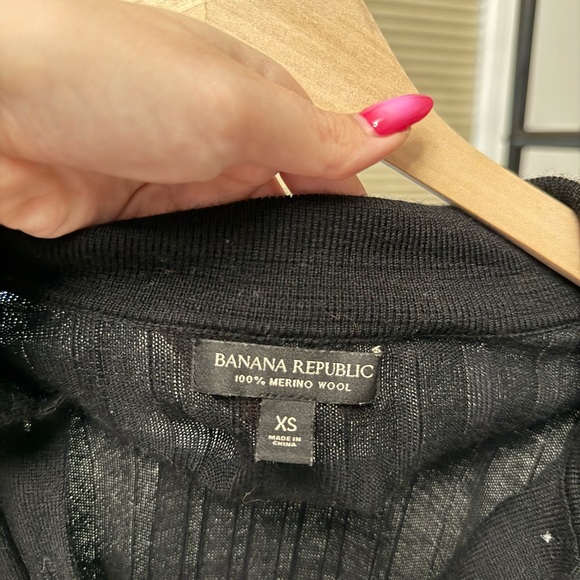 BANANA REPUBLIC
100% MERINO WOOL
XS
MADE IN
CHINA